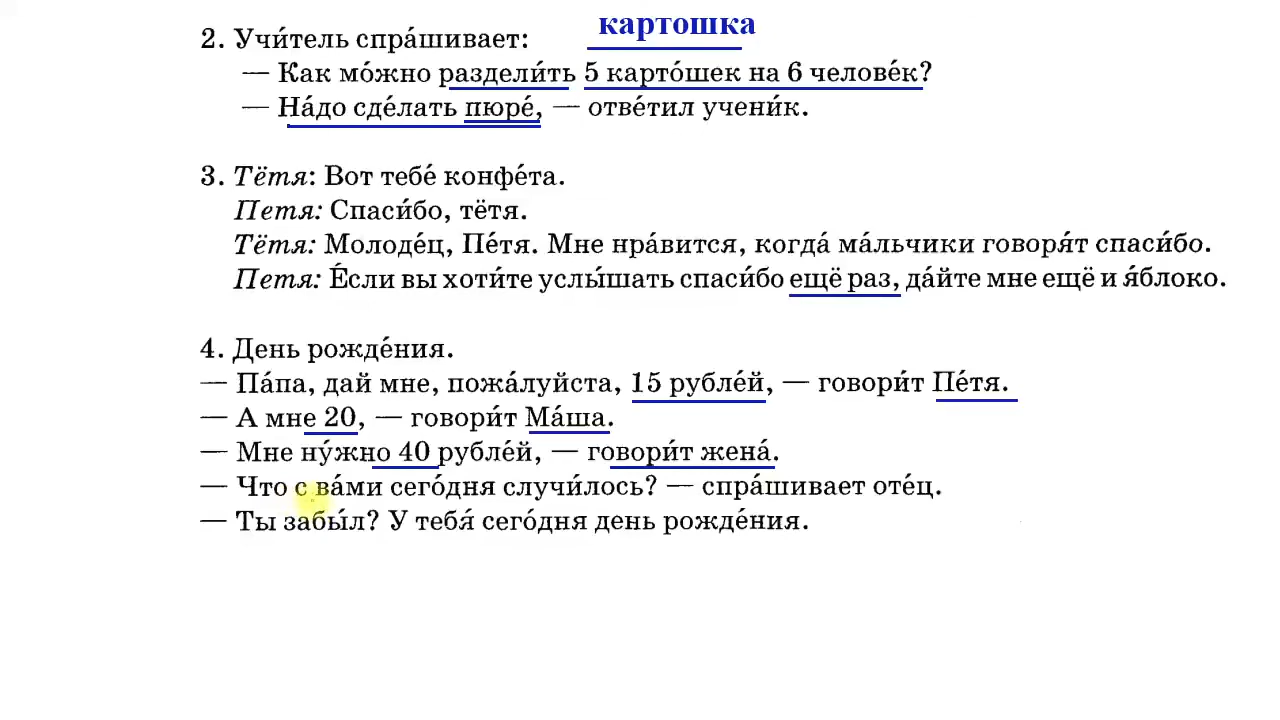 картошка
2. Учи́тель спра́шивает:
— Как мо́жно раздели́ть 5 карто́шек на 6 челове́к?
— На́до сде́лать пюре́, — отве́тил учени́к.
3. Тётя: Вот тебе́ конфе́та.
Петя: Спаси́бо, тётя.
Тётя: Молоде́ц, Пе́тя. Мне нра́вится, когда́ ма́льчики говоря́т спаси́бо.
Петя: Е́сли вы хоти́те услы́шать спаси́бо ещё раз, да́йте мне ещё и я́блоко.
4. День рожде́ния.
— Па́па, дай мне, пожа́луйста, 15 рубле́й, — говори́т Пе́тя.
— А мне 20, — говори́т Ма́ша.
— Мне ну́жно 40 рубле́й, — говори́т жена́.
— Что с ва́ми сего́дня случи́лось? — спра́шивает оте́ц.
— Ты забы́л? У тебя́ сего́дня день рожде́ния.